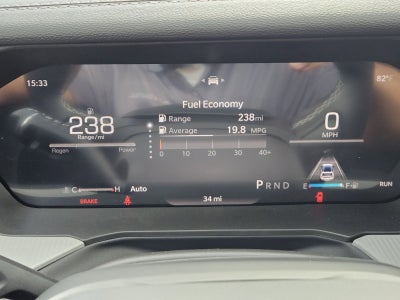 15:33
82°F
Fuel Economy
238
Range/mi
Range 238mi
Average 19.8 MPG
0 10 20 30 40+
0
MPH
Regen Power
C H Auto
P R N D
E F
RUN
BRAKE
34 mi